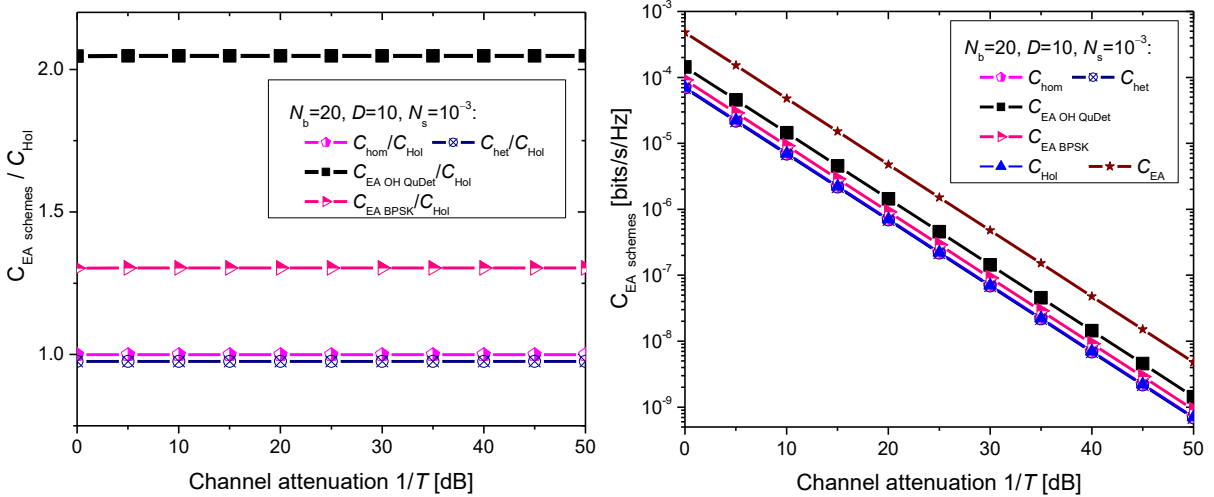 2.0
1.5
1.0
0
10
20
30
40
50
Channel attenuation 1/T [dB]
C_EA schemes / C_Hol
N_b=20, D=10, N_s=10⁻³:
C_hom/C_Hol C_het/C_Hol
C_EA OH QuDet/C_Hol
C_EA BPSK/C_Hol
10⁻³
10⁻⁴
10⁻⁵
10⁻⁶
10⁻⁷
10⁻⁸
10⁻⁹
0
10
20
30
40
50
Channel attenuation 1/T [dB]
C_EA schemes [bits/s/Hz]
N_b=20, D=10, N_s=10⁻³:
C_hom C_het
C_EA OH QuDet
C_EA BPSK
C_Hol C_EA